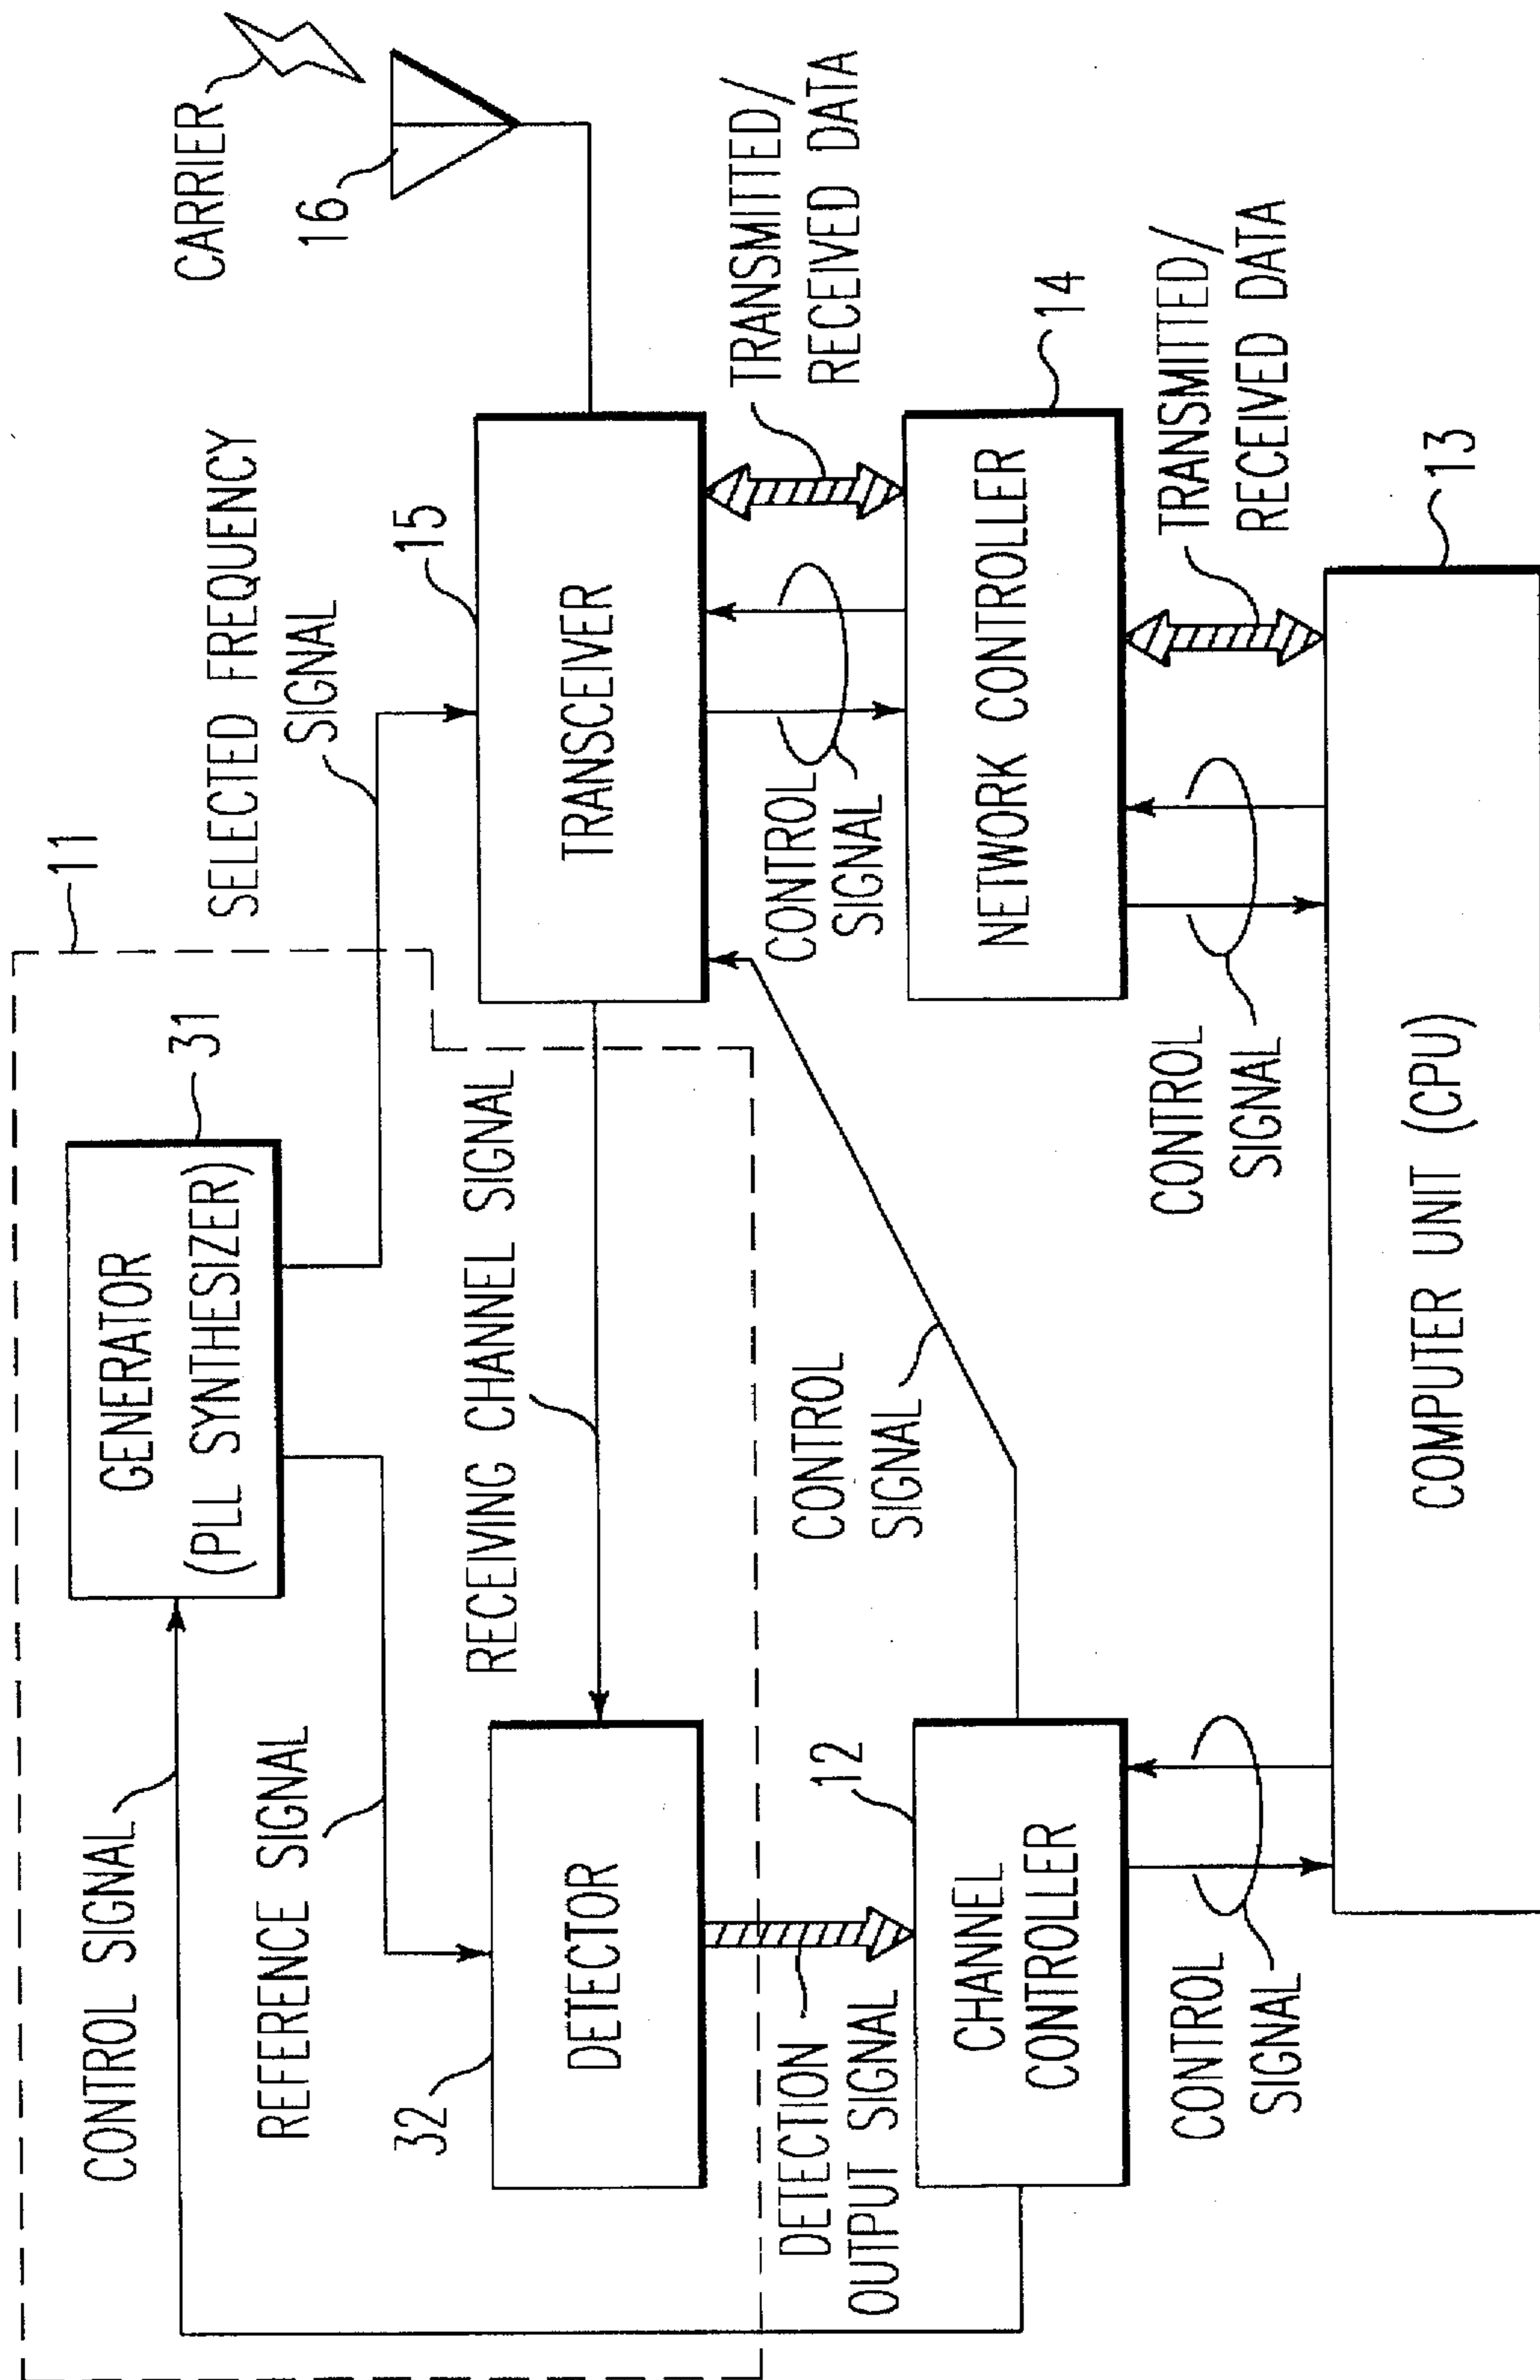 11
CONTROL SIGNAL
GENERATOR
(PLL SYNTHESIZER)
31
SELECTED FREQUENCY
SIGNAL
CARRIER
16
REFERENCE SIGNAL
32
DETECTOR
RECEIVING CHANNEL SIGNAL
15
TRANSCEIVER
DETECTION
OUTPUT SIGNAL
12
CHANNEL
CONTROLLER
CONTROL
SIGNAL
CONTROL
SIGNAL
TRANSMITTED/
RECEIVED DATA
NETWORK CONTROLLER
14
CONTROL
SIGNAL
CONTROL
SIGNAL
TRANSMITTED/
RECEIVED DATA
13
COMPUTER UNIT (CPU)